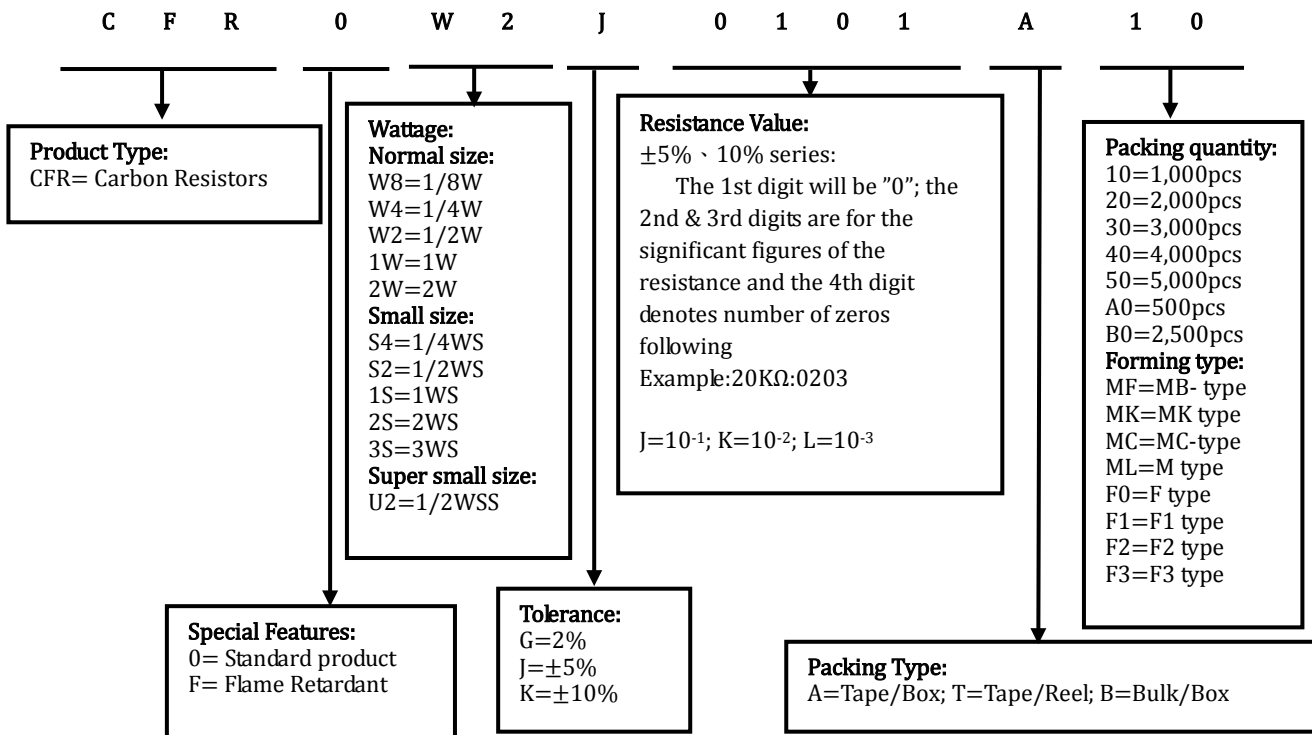 C F R 0 W 2 J 0 1 0 1 A 1 0
Product Type:
CFR= Carbon Resistors
Wattage:
Normal size:
W8=1/8W
W4=1/4W
W2=1/2W
1W=1W
2W=2W
Small size:
S4=1/4WS
S2=1/2WS
1S=1WS
2S=2WS
3S=3WS
Super small size:
U2=1/2WSS
Resistance Value:
±5%、10% series:
The 1st digit will be ”0”; the
2nd & 3rd digits are for the
significant figures of the
resistance and the 4th digit
denotes number of zeros
following
Example:20KΩ:0203
J=10⁻¹; K=10⁻²; L=10⁻³
Packing quantity:
10=1,000pcs
20=2,000pcs
30=3,000pcs
40=4,000pcs
50=5,000pcs
A0=500pcs
B0=2,500pcs
Forming type:
MF=MB- type
MK=MK type
MC=MC-type
ML=M type
F0=F type
F1=F1 type
F2=F2 type
F3=F3 type
Special Features:
0= Standard product
F= Flame Retardant
Tolerance:
G=2%
J=±5%
K=±10%
Packing Type:
A=Tape/Box; T=Tape/Reel; B=Bulk/Box